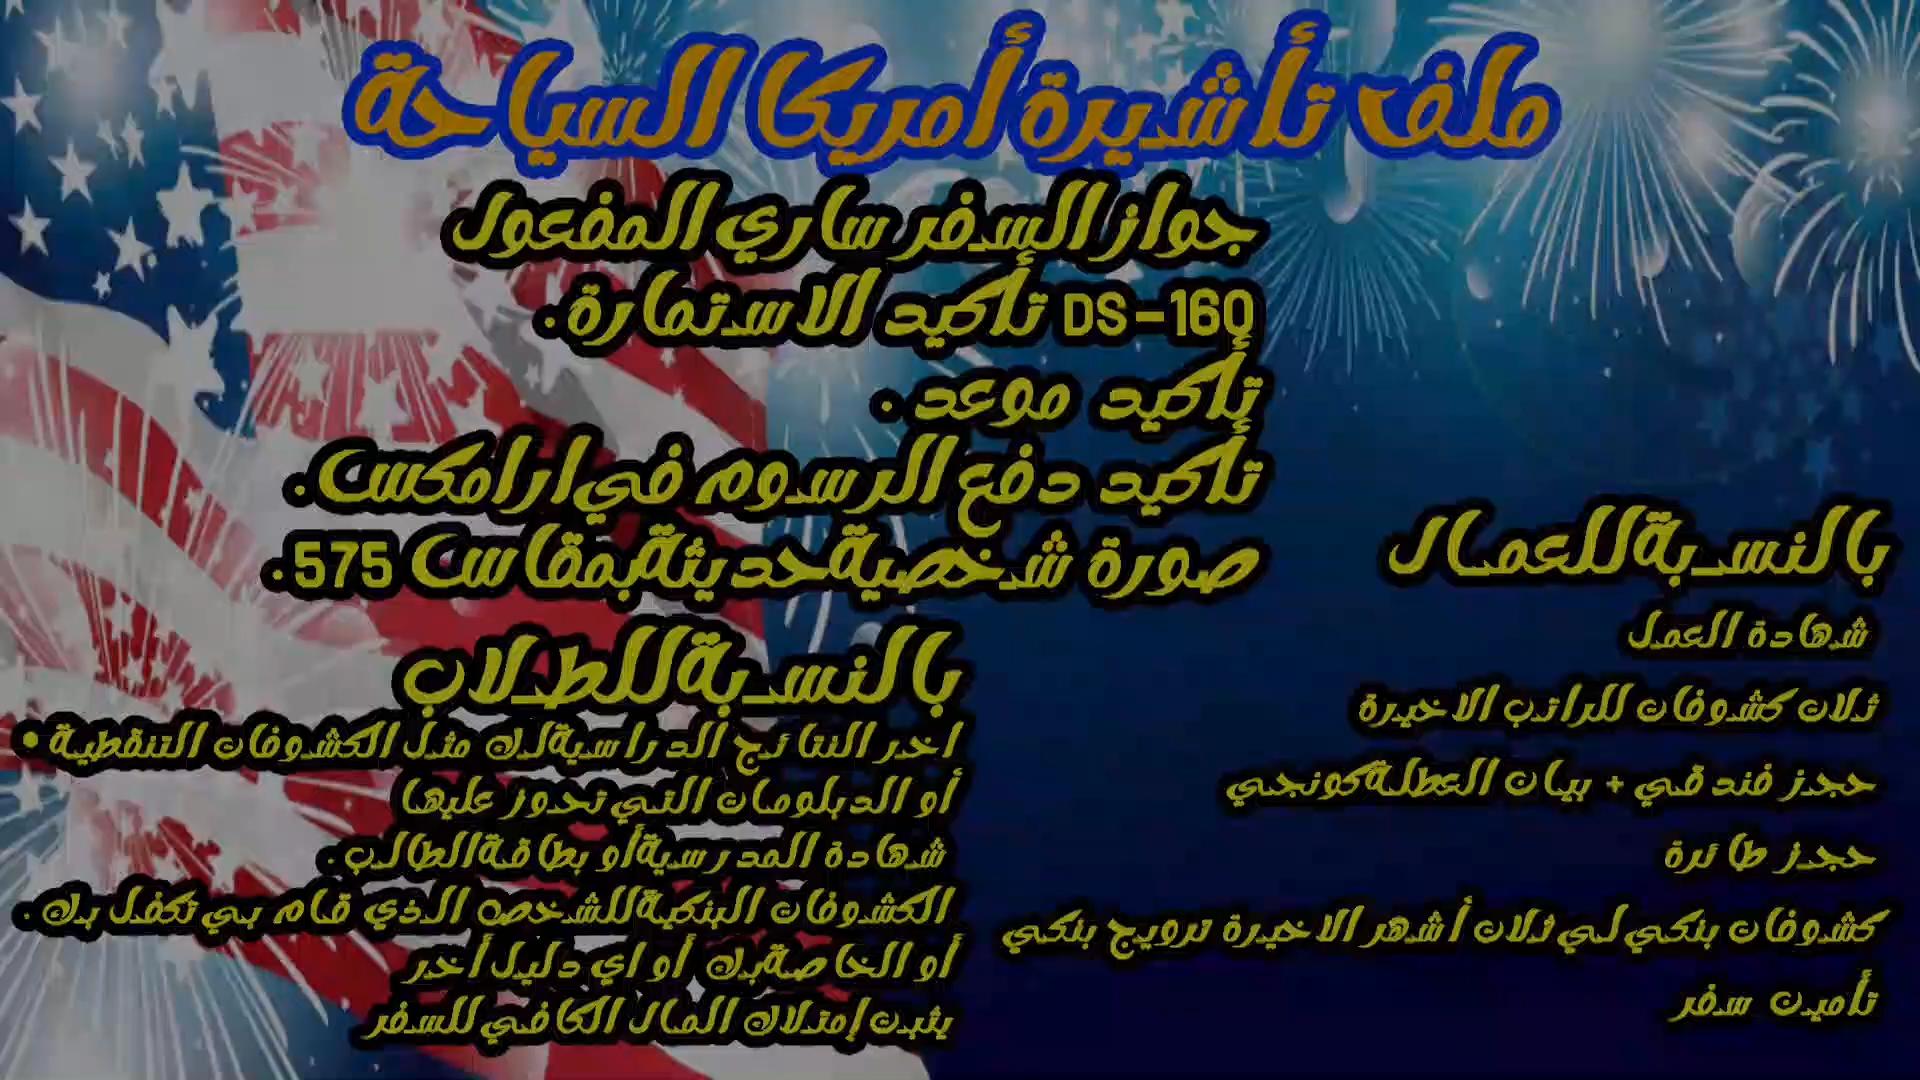 ملف تأشيرة أمريكا السياحة
جواز السفر ساري المفعول
DS-160 تأكيد الاستمارة.
تأكيد موعد .
تأكيد دفع الرسوم في ارامكست.
صورة شخصية حديثة بمقاست 575.
بالنسبة للعمال
شهادة العمل
ثلاث كشوفات للراتب الاخيرة
حجز فندقي + بيان العطلة كونجي
حجز طائرة
كشوفات بنكي لي ثلاث أشهر الاخيرة ترويج بنكي
تأمين سفر
بالنسبة للطلاب
اخر النتائج الدراسية لك مثل الكشوفات التنقطية •
أو الدبلومات التي تحوز عليها
شهادة المدرسية أو بطاقة الطالب.
الكشوفات البنكية للشخص الذي قام بي تكفل بك.
أو الخاصة بك أو اي دليل أخر
يثبت إمتلاك المال الكافي للسفر